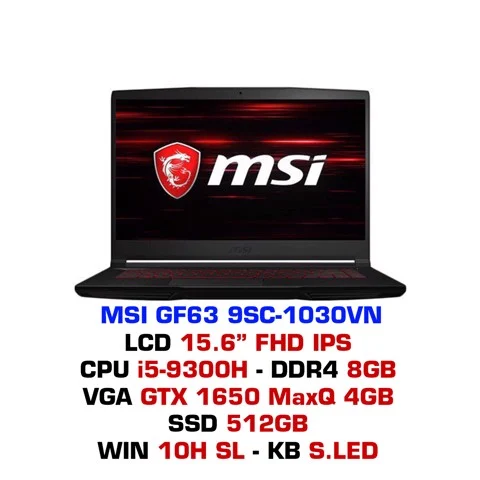 msi
msi
MSI GF63 9SC-1030VN
LCD 15.6” FHD IPS
CPU i5-9300H - DDR4 8GB
VGA GTX 1650 MaxQ 4GB
SSD 512GB
WIN 10H SL - KB S.LED